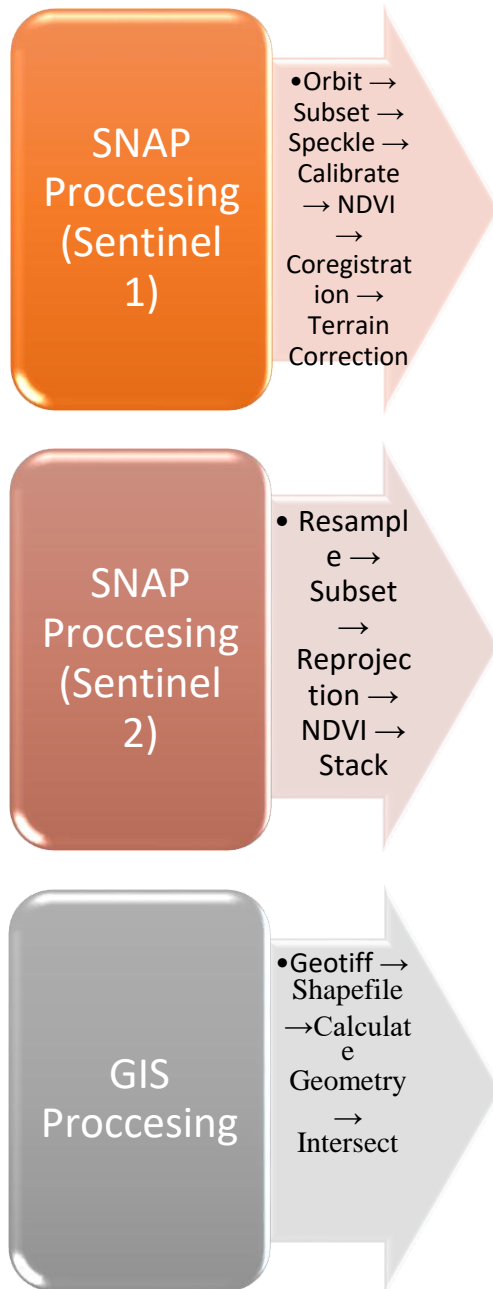 SNAP
Proccesing
(Sentinel
1)
•Orbit →
Subset →
Speckle →
Calibrate
→ NDVI
→
Coregistrat
ion →
Terrain
Correction
SNAP
Proccesing
(Sentinel
2)
• Resampl
e →
Subset
→
Reprojec
tion →
NDVI →
Stack
GIS
Proccesing
•Geotiff →
Shapefile
→Calculat
e
Geometry
→
Intersect